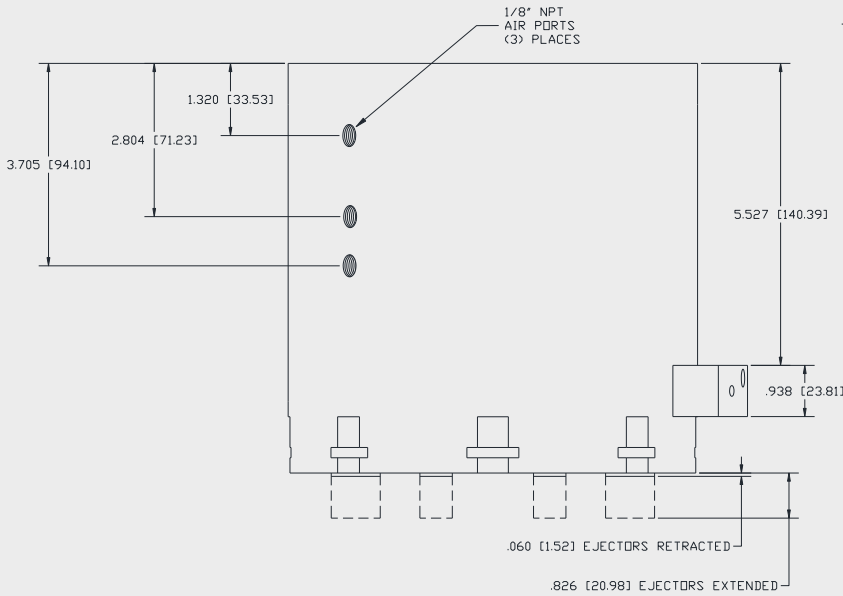 1/8" NPT
AIR PORTS
(3) PLACES
1.320 [33.53]
2.804 [71.23]
3.705 [94.10]
5.527 [140.39]
.938 [23.81]
.060 [1.52] EJECTORS RETRACTED
.826 [20.98] EJECTORS EXTENDED